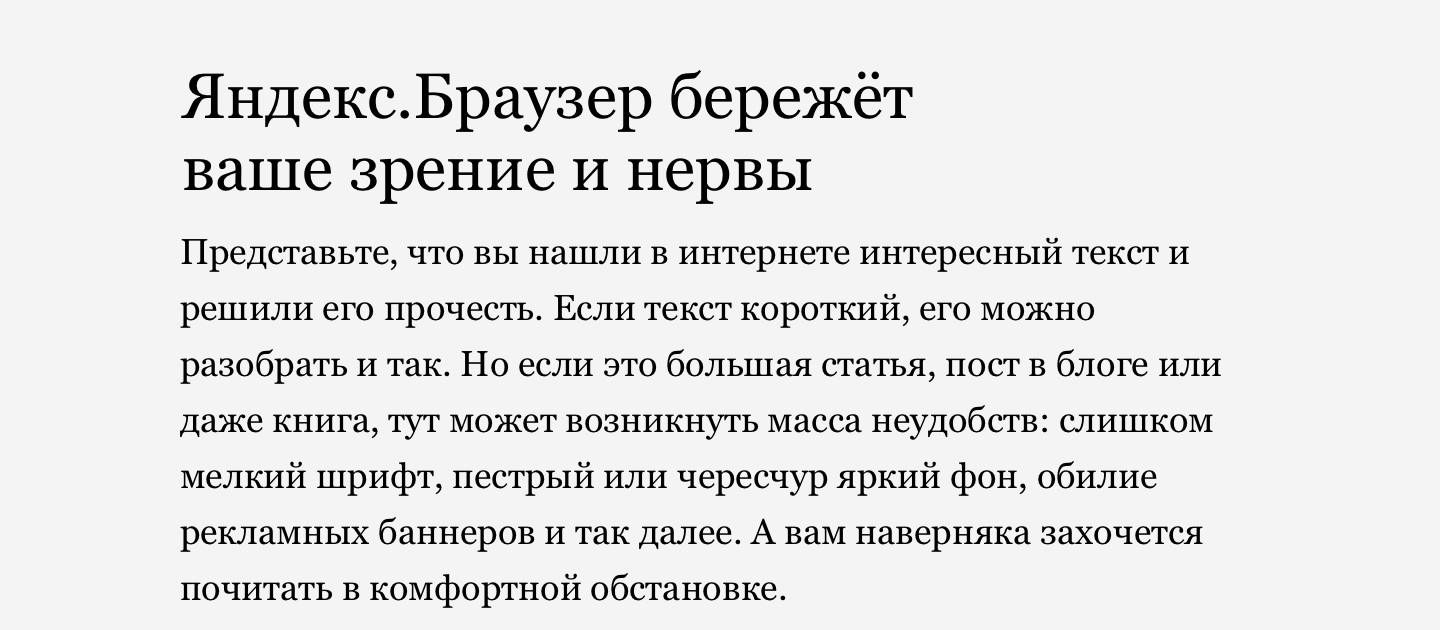 Яндекс.Браузер бережёт
ваше зрение и нервы
Представьте, что вы нашли в интернете интересный текст и
решили его прочесть. Если текст короткий, его можно
разобрать и так. Но если это большая статья, пост в блоге или
даже книга, тут может возникнуть масса неудобств: слишком
мелкий шрифт, пестрый или чересчур яркий фон, обилие
рекламных баннеров и так далее. А вам наверняка захочется
почитать в комфортной обстановке.